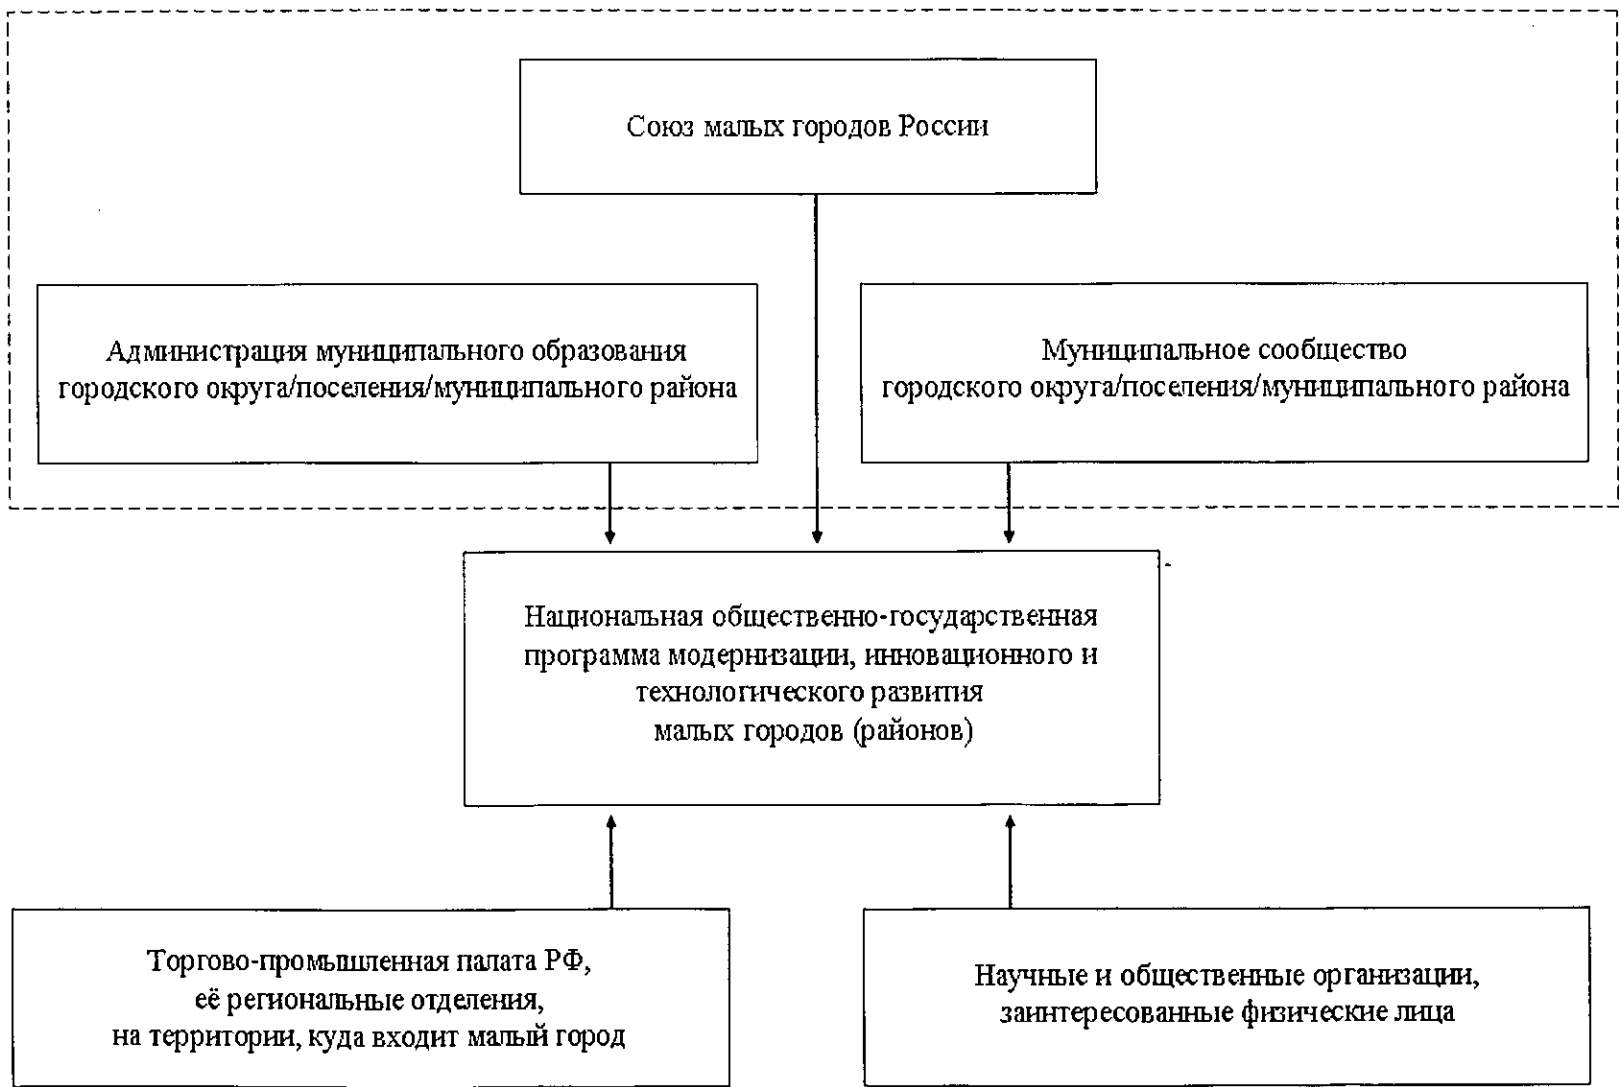 Союз малых городов России
Администрация муниципального образования
городского округа/поселения/муниципального района
Муниципальное сообщество
городского округа/поселения/муниципального района
Национальная общественно-государственная
программа модернизации, инновационного и
технологического развития
малых городов (районов)
Торгово-промышленная палата РФ,
её региональные отделения,
на территории, куда входит малый город
Научные и общественные организации,
заинтересованные физические лица